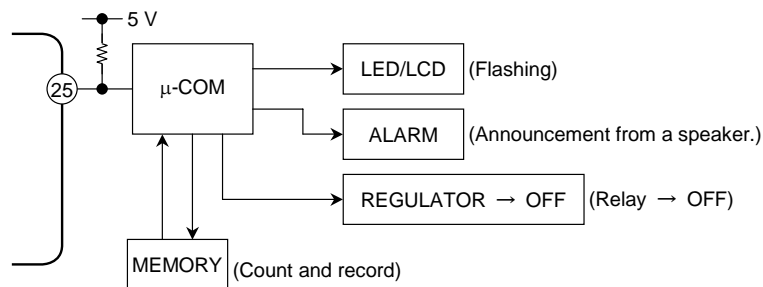 5 V
25
μ-COM
LED/LCD (Flashing)
ALARM (Announcement from a speaker.)
REGULATOR → OFF (Relay → OFF)
MEMORY (Count and record)